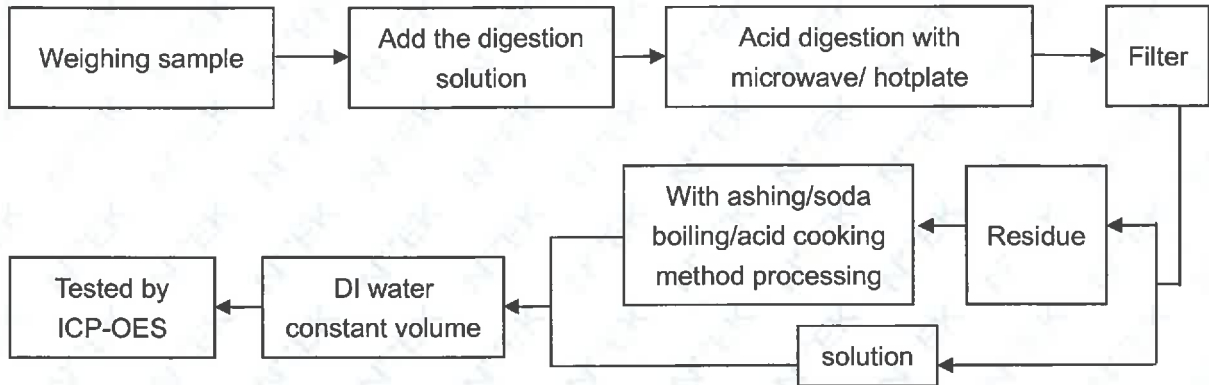 Weighing sample
Add the digestion
solution
Acid digestion with
microwave/ hotplate
Filter
With ashing/soda
boiling/acid cooking
method processing
Residue
Tested by
ICP-OES
DI water
constant volume
solution